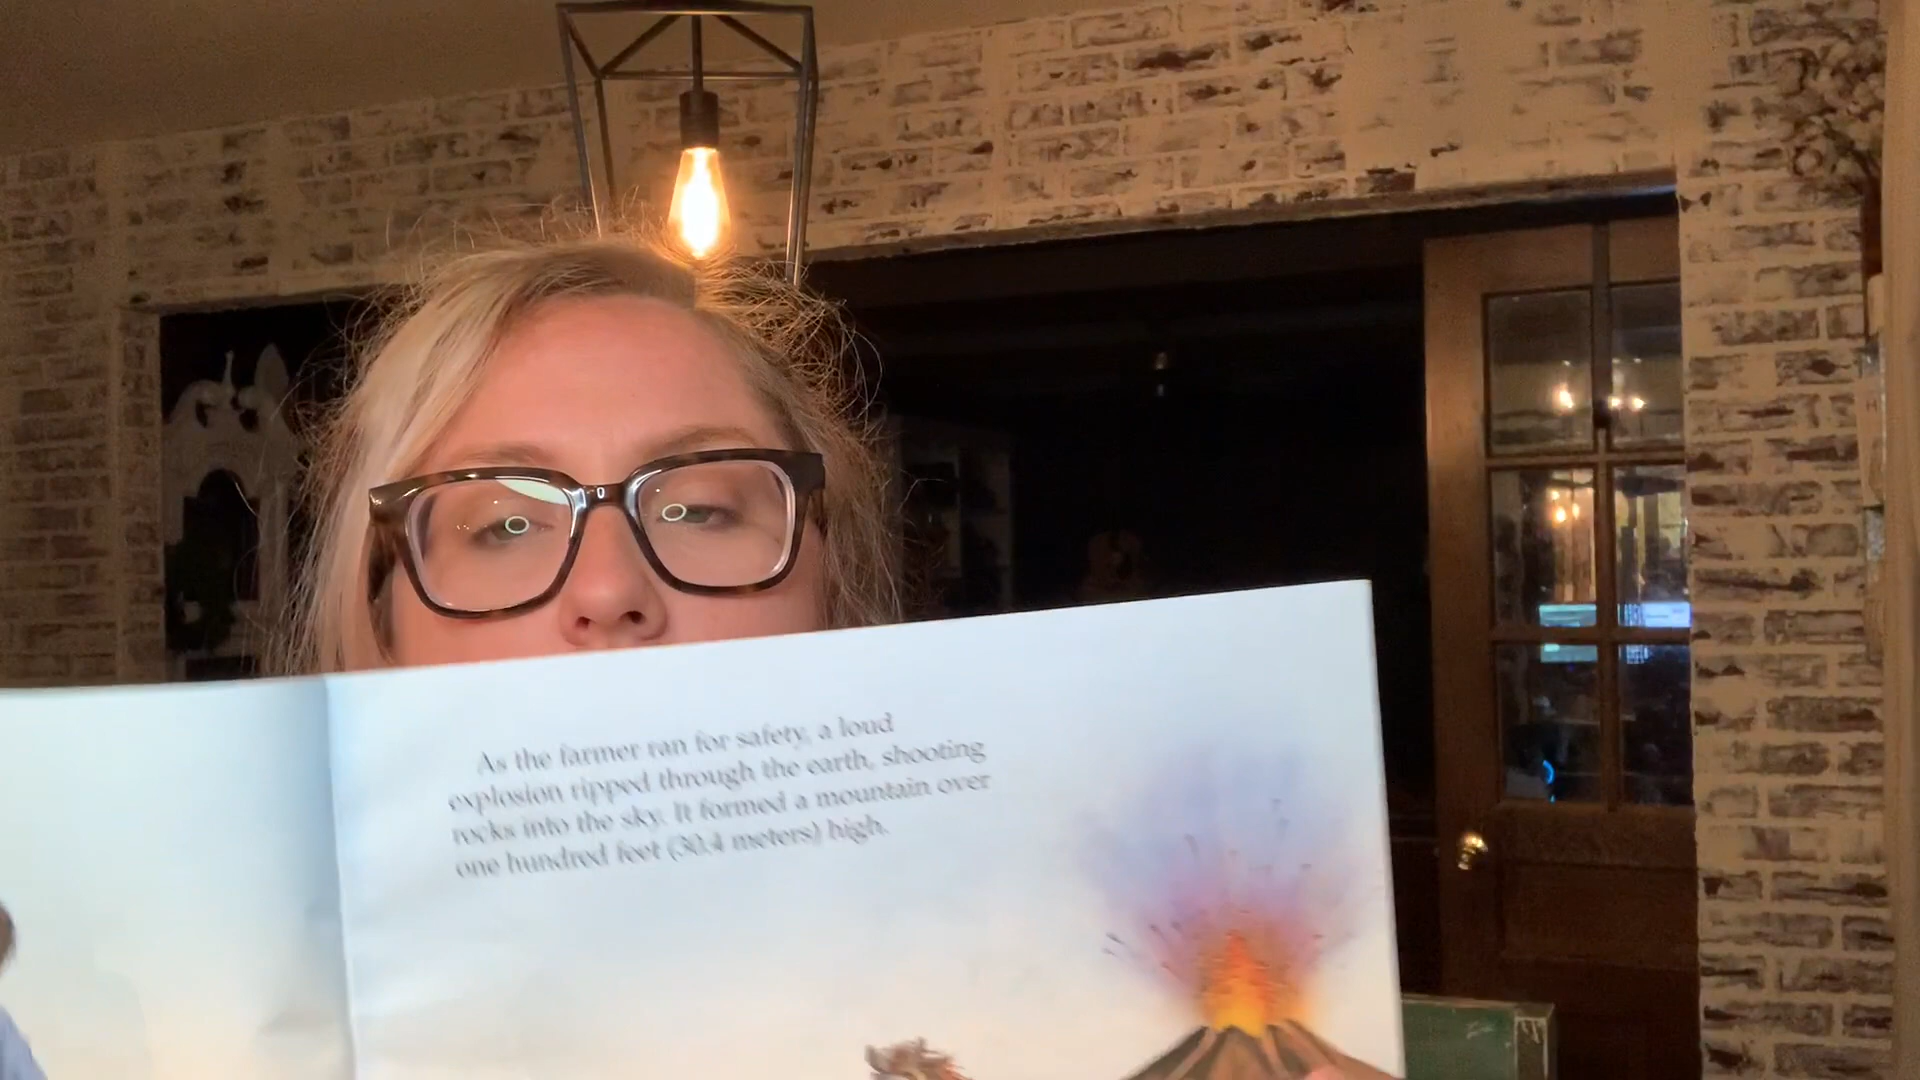 As the farmer ran for safety, a loud
explosion ripped through the earth, shooting
rocks into the sky. It formed a mountain over
one hundred feet (30.4 meters) high.